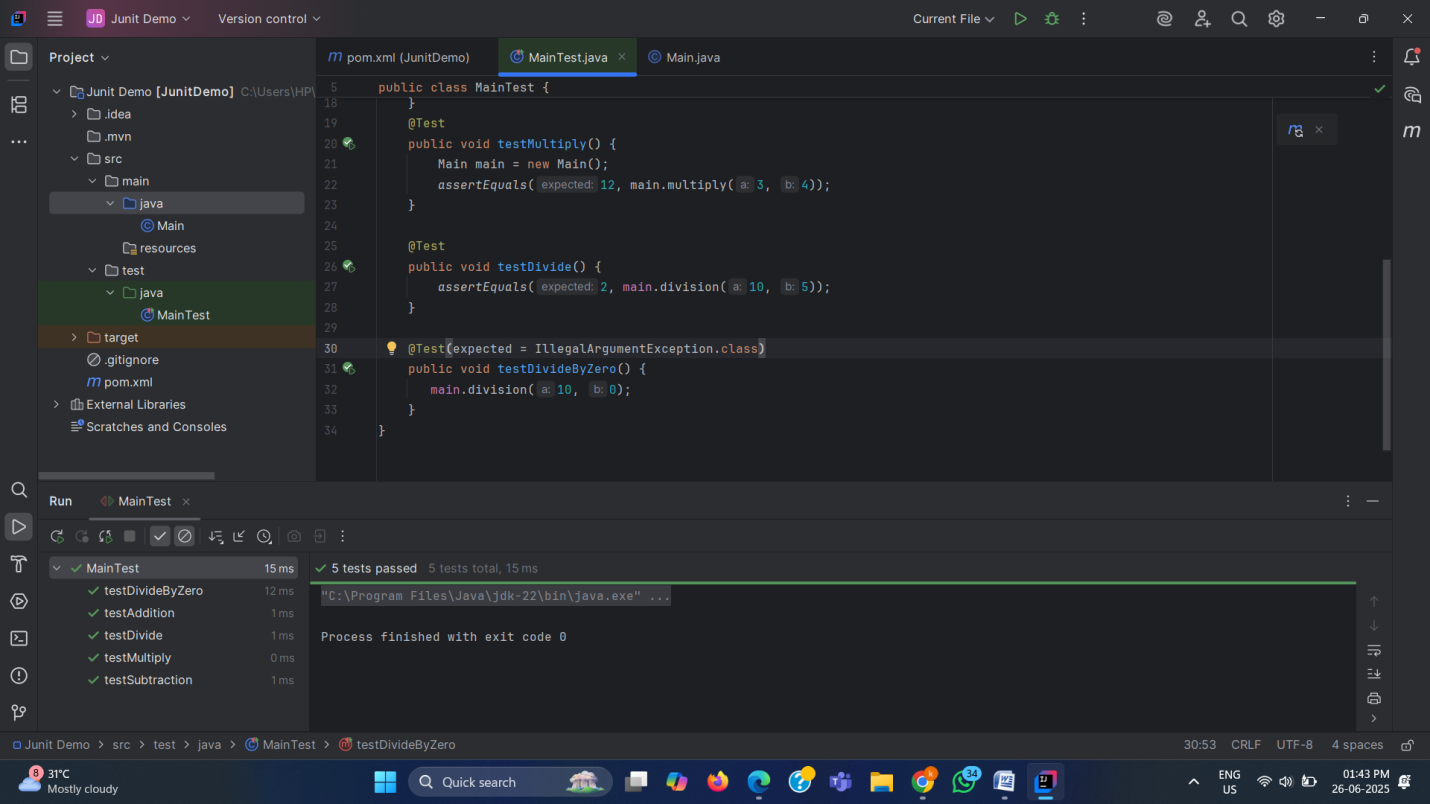 JD Junit Demo Version control Current File
Project
pom.xml (JunitDemo) MainTest.java Main.java
Junit Demo [JunitDemo] C:\Users\HP\
.idea
.mvn
src
main
java
Main
resources
test
java
MainTest
target
.gitignore
pom.xml
External Libraries
Scratches and Consoles
5 public class MainTest {
18 }
19 @Test
20 public void testMultiply() {
21 Main main = new Main();
22 assertEquals( expected: 12, main.multiply( a: 3, b: 4));
23 }
24
25 @Test
26 public void testDivide() {
27 assertEquals( expected: 2, main.division( a: 10, b: 5));
28 }
29
30 @Test(expected = IllegalArgumentException.class)
31 public void testDivideByZero() {
32 main.division( a: 10, b: 0);
33 }
34 }
Run MainTest
MainTest 15 ms
testDivideByZero 12 ms
testAddition 1 ms
testDivide 1 ms
testMultiply 0 ms
testSubtraction 1 ms
5 tests passed 5 tests total, 15 ms
"C:\Program Files\Java\jdk-22\bin\java.exe" ...
Process finished with exit code 0
Junit Demo > src > test > java > MainTest > testDivideByZero 30:53 CRLF UTF-8 4 spaces
8 31°C
Mostly cloudy
Quick search
34
ENG
US
01:43 PM
26-06-2025